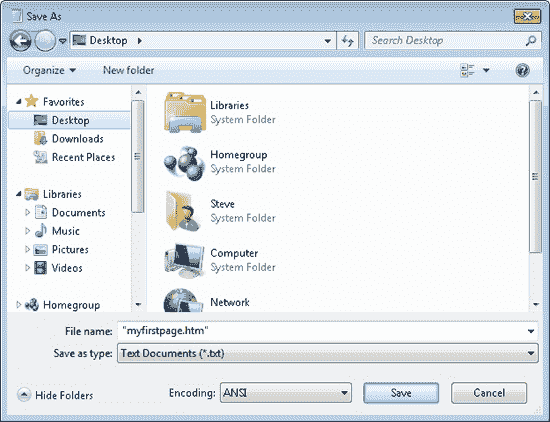 Save As
Desktop
Search Desktop
Organize
New folder
Favorites
Desktop
Downloads
Recent Places
Libraries
Documents
Music
Pictures
Videos
Homegroup
Libraries
System Folder
Homegroup
System Folder
Steve
System Folder
Computer
System Folder
Network
File name: "myfirstpage.htm"
Save as type: Text Documents (*.txt)
Hide Folders Encoding: ANSI Save Cancel